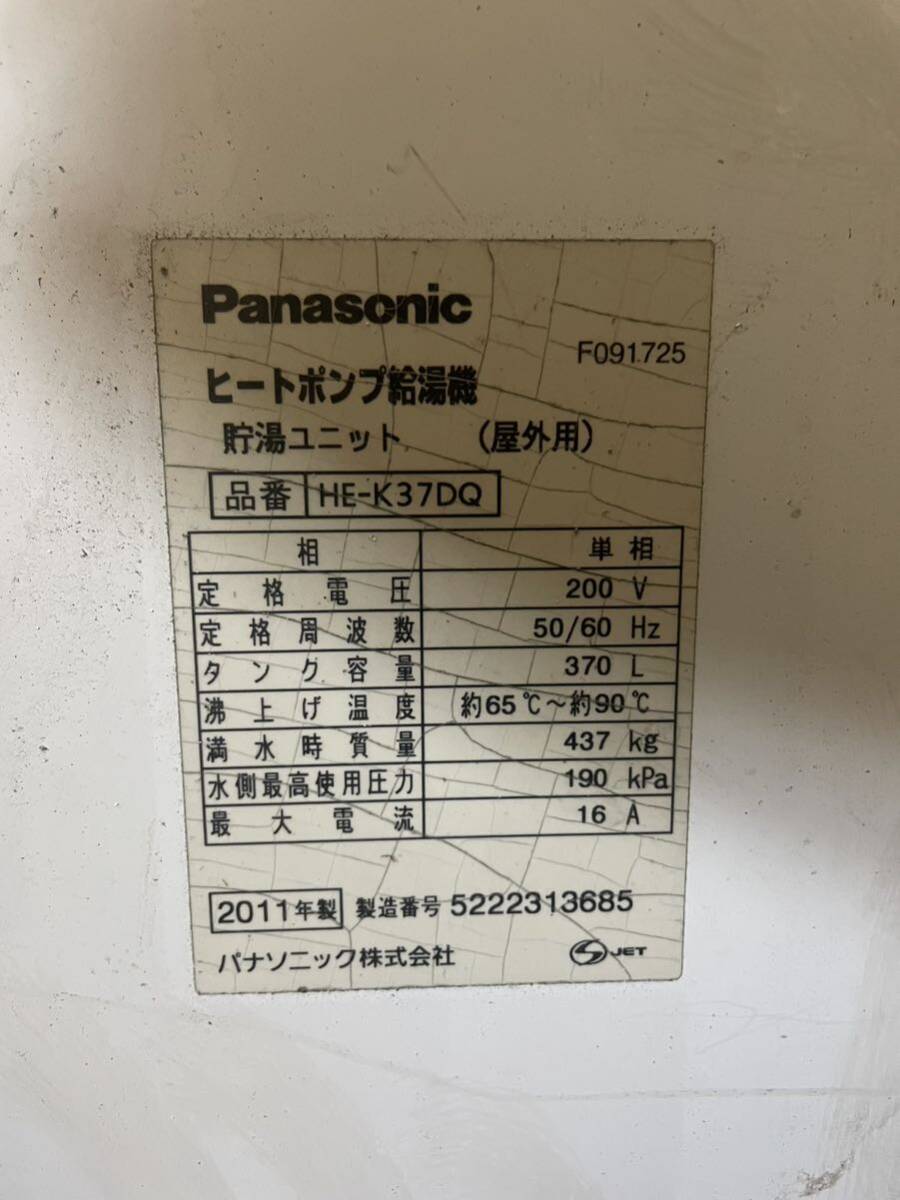 Panasonic
F091725
ヒートポンプ給湯機
貯湯ユニット （屋外用）
品番 HE-K37DQ
相 単相
定格電圧 200 V
定格周波数 50/60 Hz
タンク容量 370 L
沸上げ温度 約65℃～約90℃
満水時質量 437 kg
水側最高使用圧力 190 kPa
最大電流 16 A
2011年製 製造番号 5222313685
パナソニック株式会社 S JET